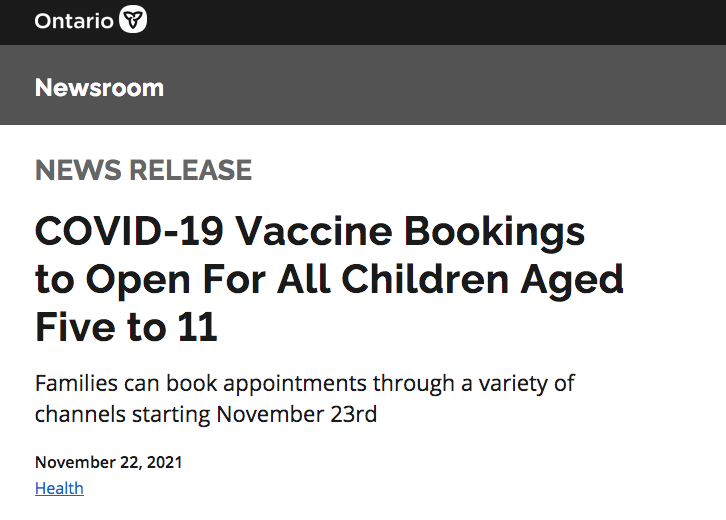 Ontario
Newsroom
NEWS RELEASE
COVID-19 Vaccine Bookings
to Open For All Children Aged
Five to 11
Families can book appointments through a variety of
channels starting November 23rd
November 22, 2021
Health